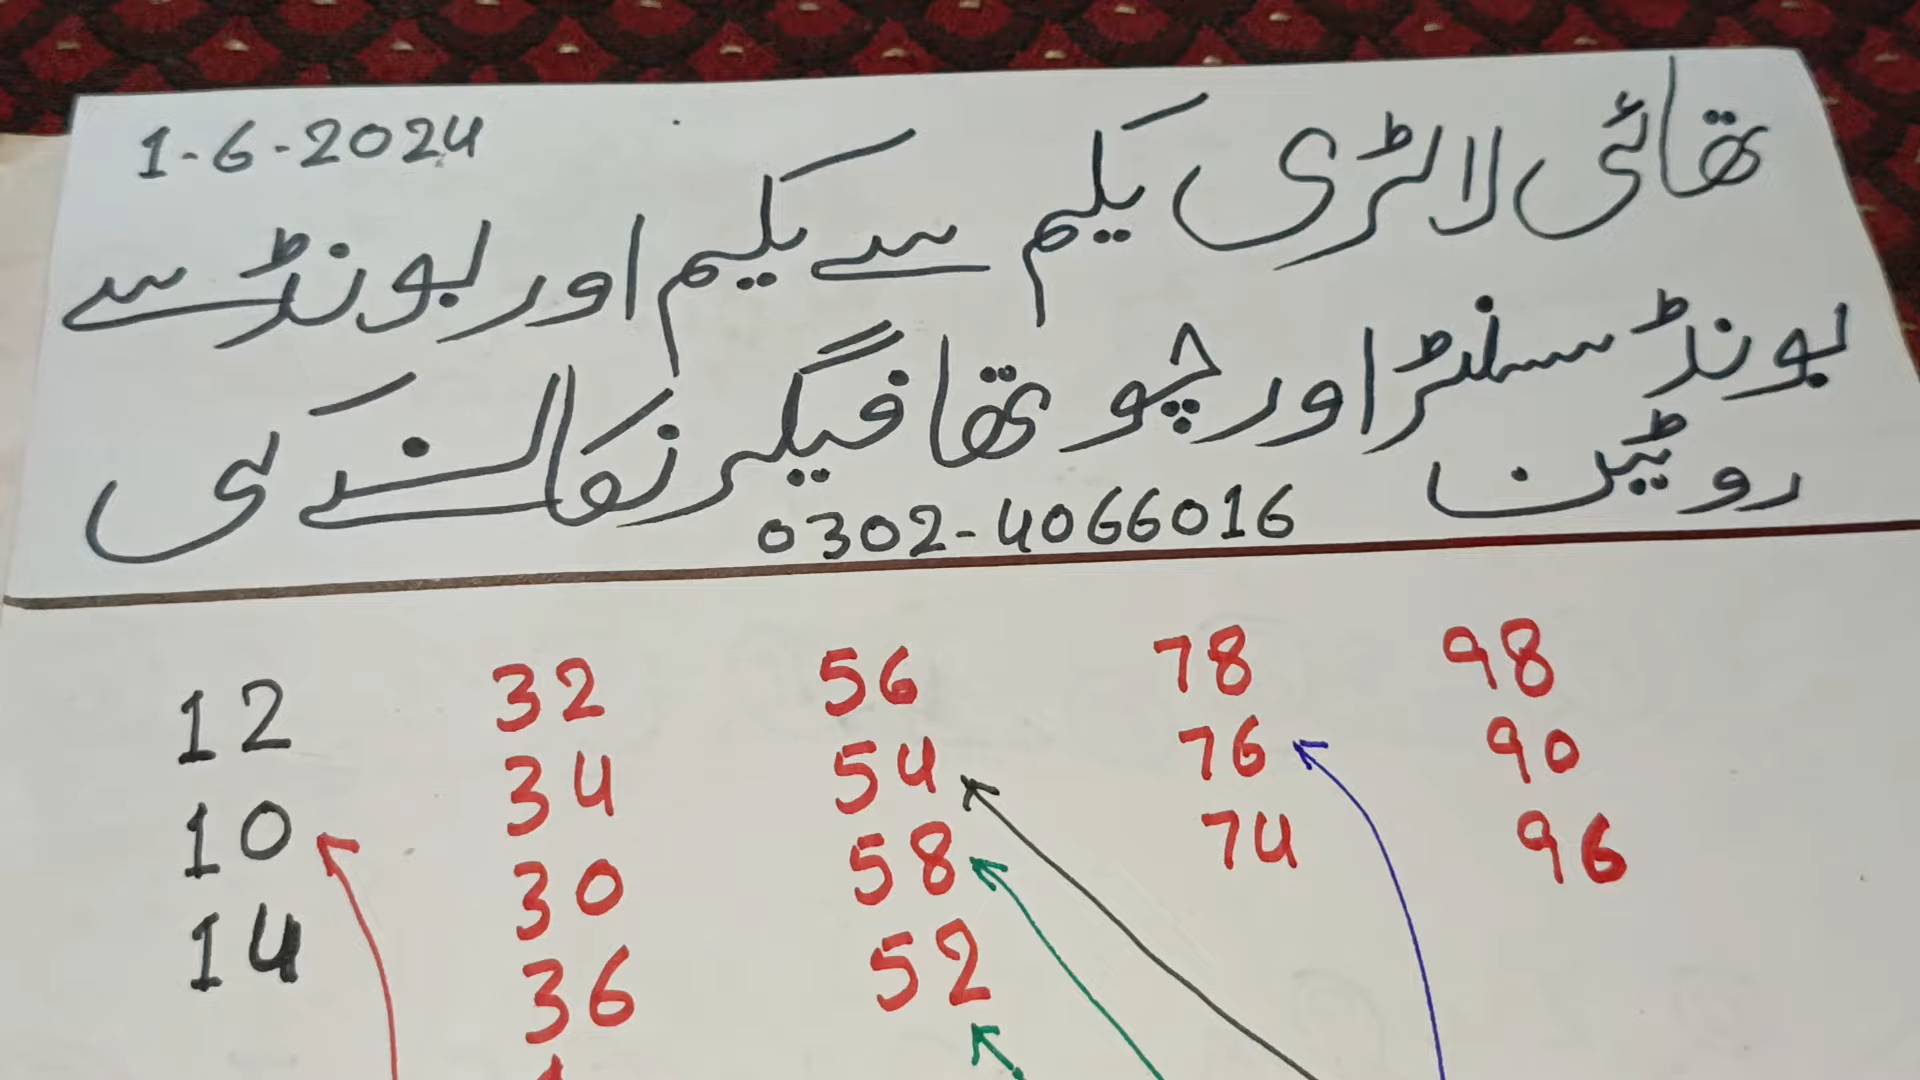 1-6-2024
تھائی لاٹری یکم سے یکم اور بونڈ سے
بونڈ سنٹر اور چوتھا فیگر نکالنے کی
روٹین
0302-4066016
12 32 56 78 98
10 34 54 76 90
14 30 58 74 96
36 52